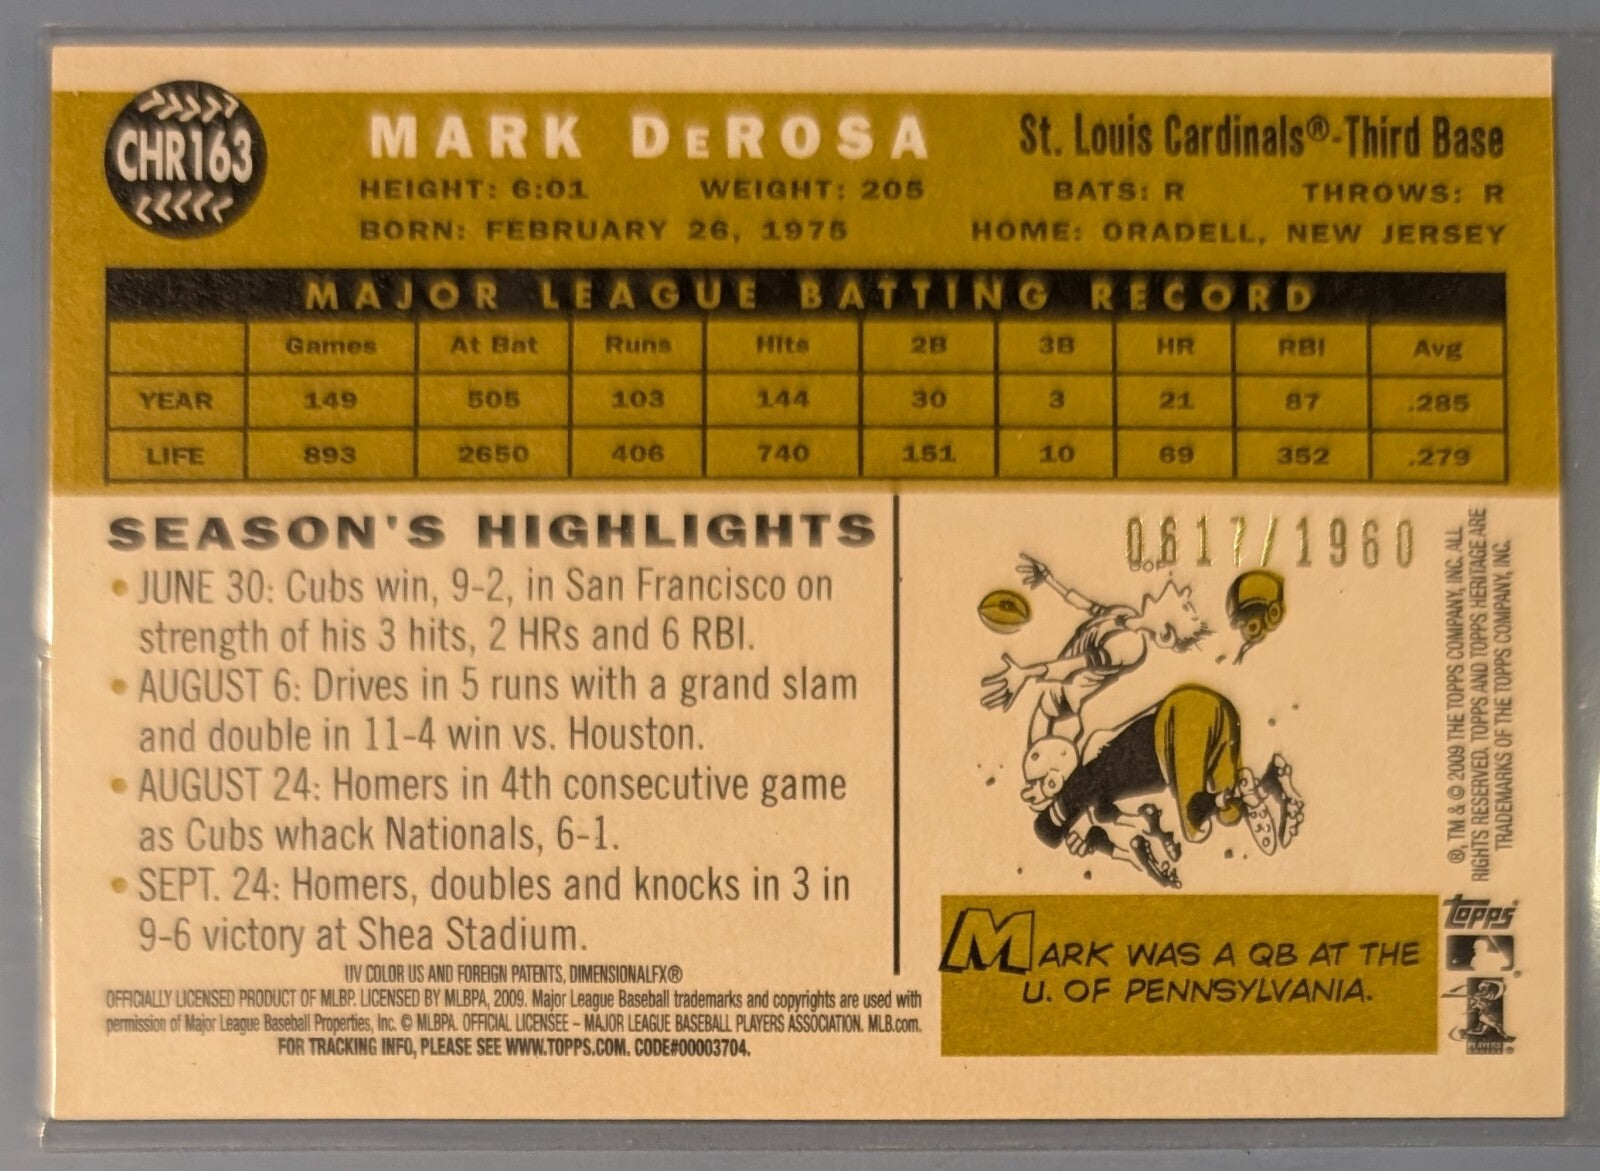 CHR163
MARK DeROSA
St. Louis Cardinals®-Third Base
HEIGHT: 6:01 WEIGHT: 205 BATS: R THROWS: R
BORN: FEBRUARY 26, 1975 HOME: ORADELL, NEW JERSEY
MAJOR LEAGUE BATTING RECORD
Games At Bat Runs Hits 2B 3B HR RBI Avg
YEAR 149 505 103 144 30 3 21 87 .285
LIFE 893 2650 406 740 151 10 69 352 .279
SEASON'S HIGHLIGHTS
• JUNE 30: Cubs win, 9-2, in San Francisco on
strength of his 3 hits, 2 HRs and 6 RBI.
• AUGUST 6: Drives in 5 runs with a grand slam
and double in 11-4 win vs. Houston.
• AUGUST 24: Homers in 4th consecutive game
as Cubs whack Nationals, 6-1.
• SEPT. 24: Homers, doubles and knocks in 3 in
9-6 victory at Shea Stadium.
UV COLOR US AND FOREIGN PATENTS, DIMENSIONALFX®
OFFICIALLY LICENSED PRODUCT OF MLBP. LICENSED BY MLBPA, 2009. Major League Baseball trademarks and copyrights are used with
permission of Major League Baseball Properties, Inc. © MLBPA. OFFICIAL LICENSEE – MAJOR LEAGUE BASEBALL PLAYERS ASSOCIATION. MLB.com.
FOR TRACKING INFO, PLEASE SEE WWW.TOPPS.COM. CODE#00003704.
0617/1960
MARK WAS A QB AT THE
U. OF PENNSYLVANIA.
®, TM & © 2009 THE TOPPS COMPANY, INC. ALL
RIGHTS RESERVED. TOPPS AND TOPPS HERITAGE ARE
TRADEMARKS OF THE TOPPS COMPANY, INC.
topps®
PLAYERS